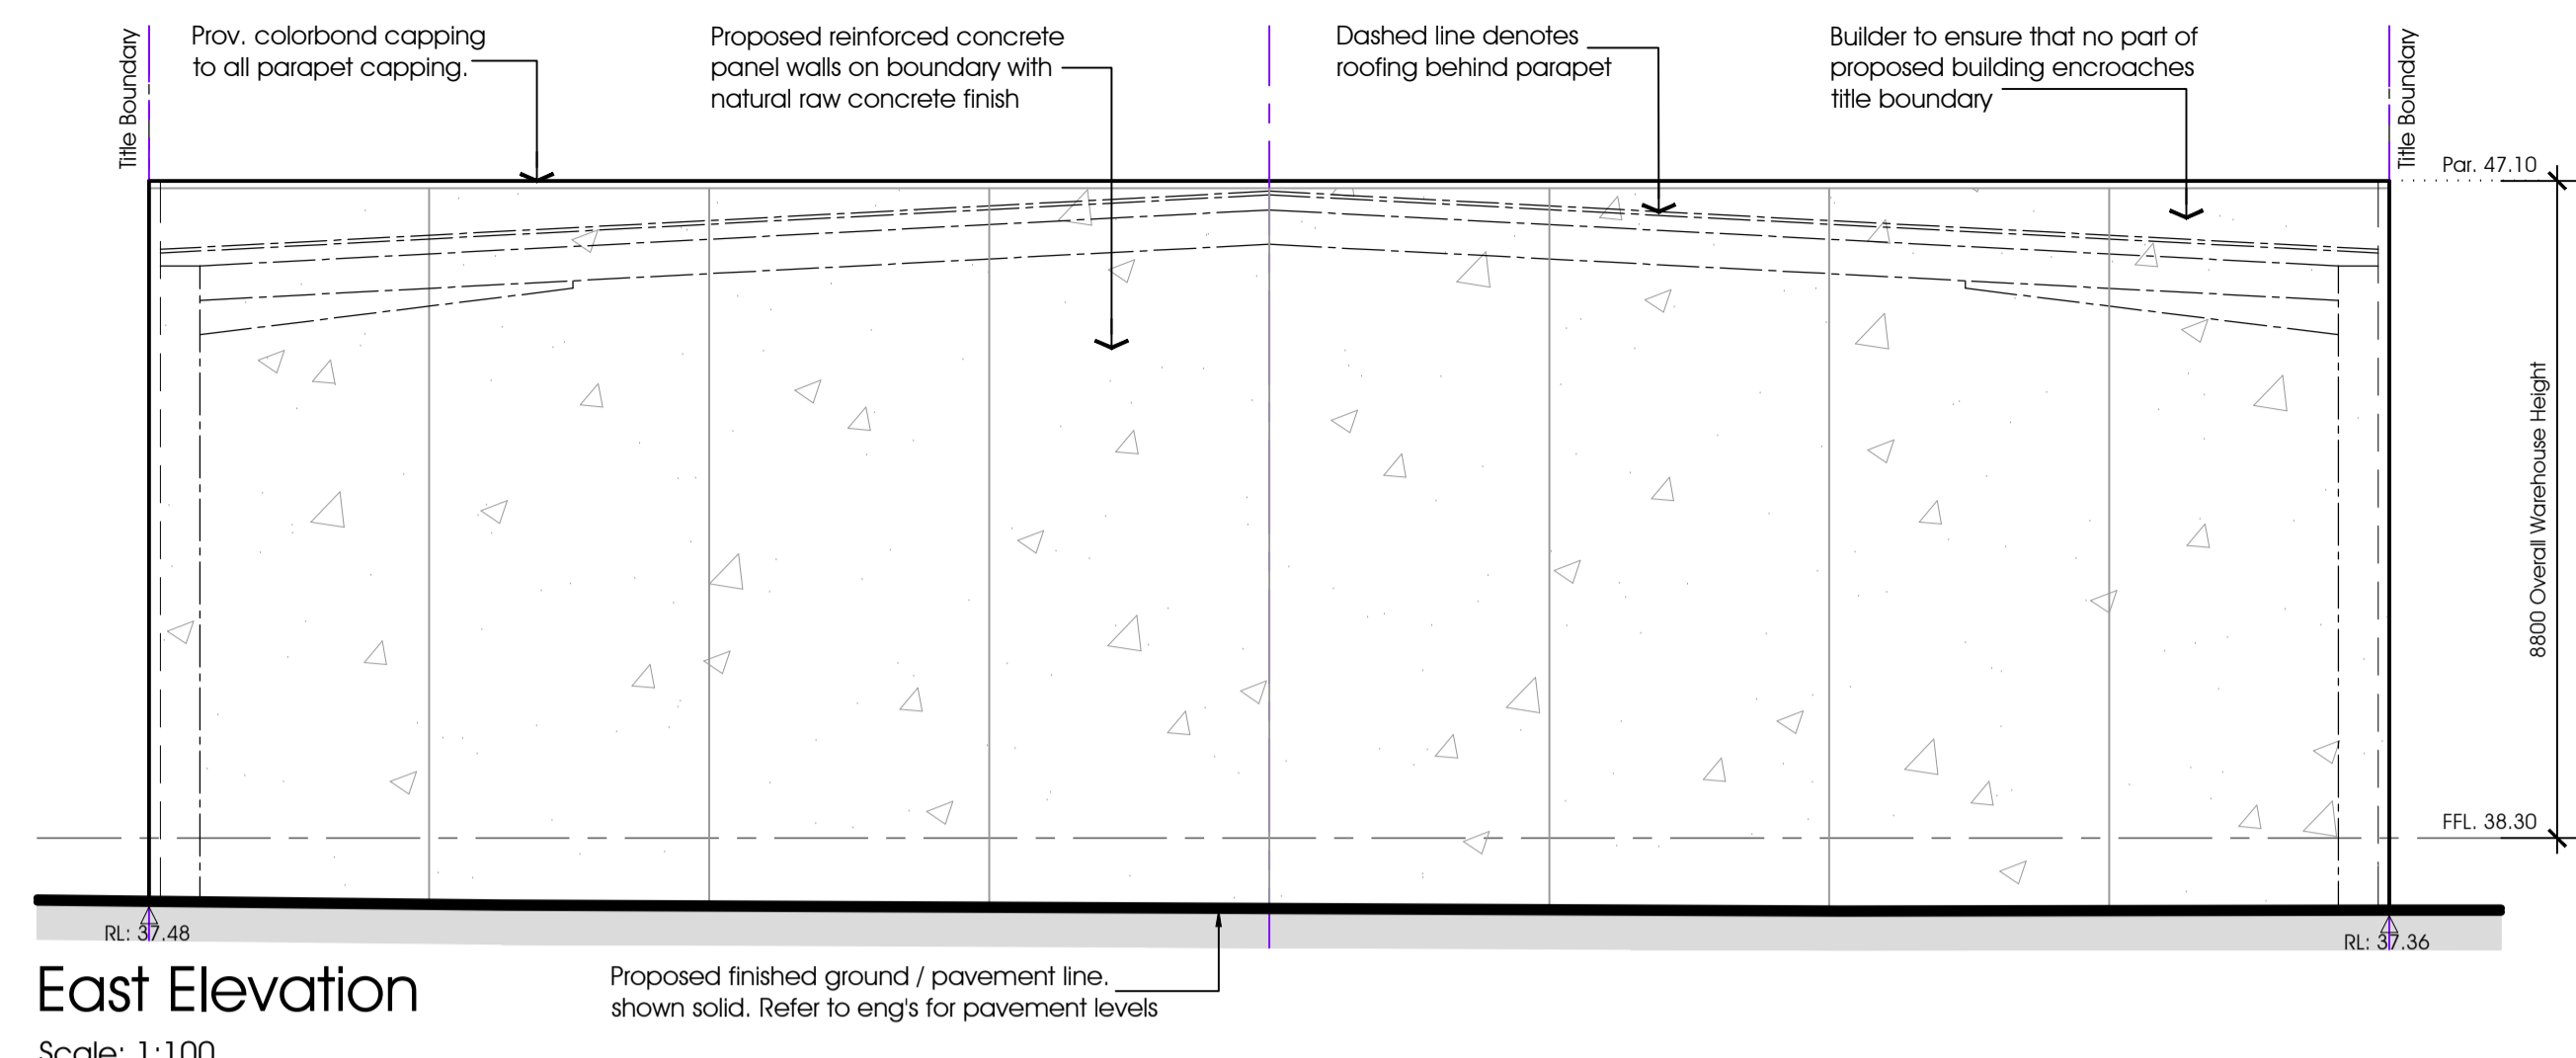 Title Boundary
Prov. colorbond capping
to all parapet capping.
Proposed reinforced concrete
panel walls on boundary with
natural raw concrete finish
Dashed line denotes
roofing behind parapet
Builder to ensure that no part of
proposed building encroaches
title boundary
Title Boundary
Par. 47.10
8800 Overall Warehouse Height
FFL. 38.30
RL: 37.48
RL: 37.36
East Elevation
Proposed finished ground / pavement line.
shown solid. Refer to eng's for pavement levels
Scale: 1:100